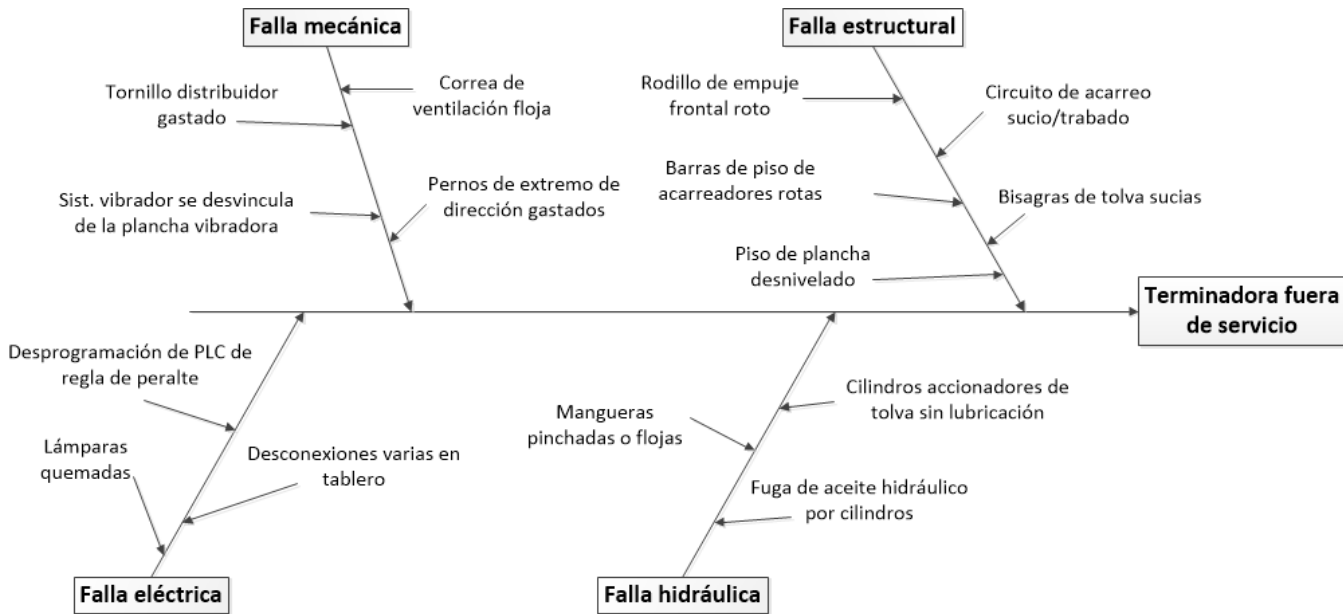 Falla mecánica
Falla estructural
Tornillo distribuidor
gastado
Correa de
ventilación floja
Rodillo de empuje
frontal roto
Circuito de acarreo
sucio/trabado
Sist. vibrador se desvincula
de la plancha vibradora
Pernos de extremo de
dirección gastados
Barras de piso de
acarreadores rotas
Bisagras de tolva sucias
Piso de plancha
desnivelado
Terminadora fuera
de servicio
Desprogramación de PLC de
regla de peralte
Lámparas
quemadas
Desconexiones varias en
tablero
Mangueras
pinchadas o flojas
Cilindros accionadores de
tolva sin lubricación
Fuga de aceite hidráulico
por cilindros
Falla eléctrica
Falla hidráulica